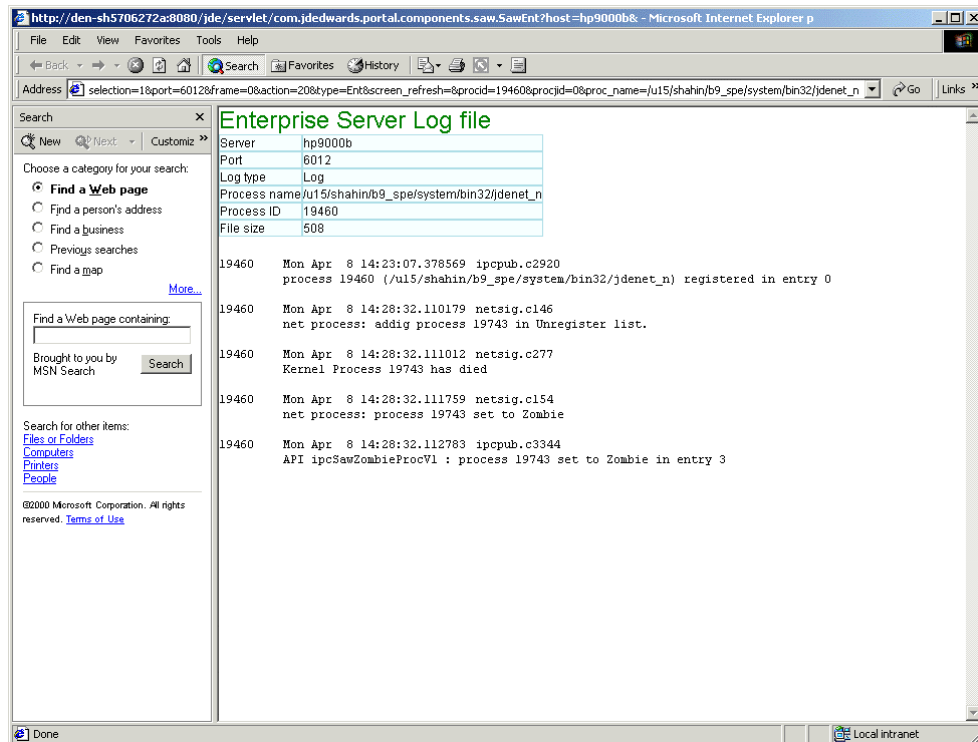 http://den-sh5706272a:8080/jde/servlet/com.jdedwards.portal.components.saw.SawEnt?host=hp9000b& - Microsoft Internet Explorer p
File Edit View Favorites Tools Help
Back Search Favorites History
Address selection=1&port=6012&frame=0&action=20&type=Ent&screen_refresh=&procid=19460&procjid=0&proc_name=/u15/shahin/b9_spe/system/bin32/jdenet_n Go Links »
Search
New Next Customiz »
Choose a category for your search:
Find a Web page
Find a person's address
Find a business
Previous searches
Find a map
More...
Find a Web page containing:
Brought to you by
MSN Search
Search
Search for other items:
Files or Folders
Computers
Printers
People
©2000 Microsoft Corporation. All rights
reserved. Terms of Use
Enterprise Server Log file
Server hp9000b
Port 6012
Log type Log
Process name /u15/shahin/b9_spe/system/bin32/jdenet_n
Process ID 19460
File size 508
19460 Mon Apr 8 14:23:07.378569 ipcpub.c2920
process 19460 (/u15/shahin/b9_spe/system/bin32/jdenet_n) registered in entry 0
19460 Mon Apr 8 14:28:32.110179 netsig.c146
net process: addig process 19743 in Unregister list.
19460 Mon Apr 8 14:28:32.111012 netsig.c277
Kernel Process 19743 has died
19460 Mon Apr 8 14:28:32.111759 netsig.c154
net process: process 19743 set to Zombie
19460 Mon Apr 8 14:28:32.112783 ipcpub.c3344
API ipcSawZombieProcV1 : process 19743 set to Zombie in entry 3
Done
Local intranet